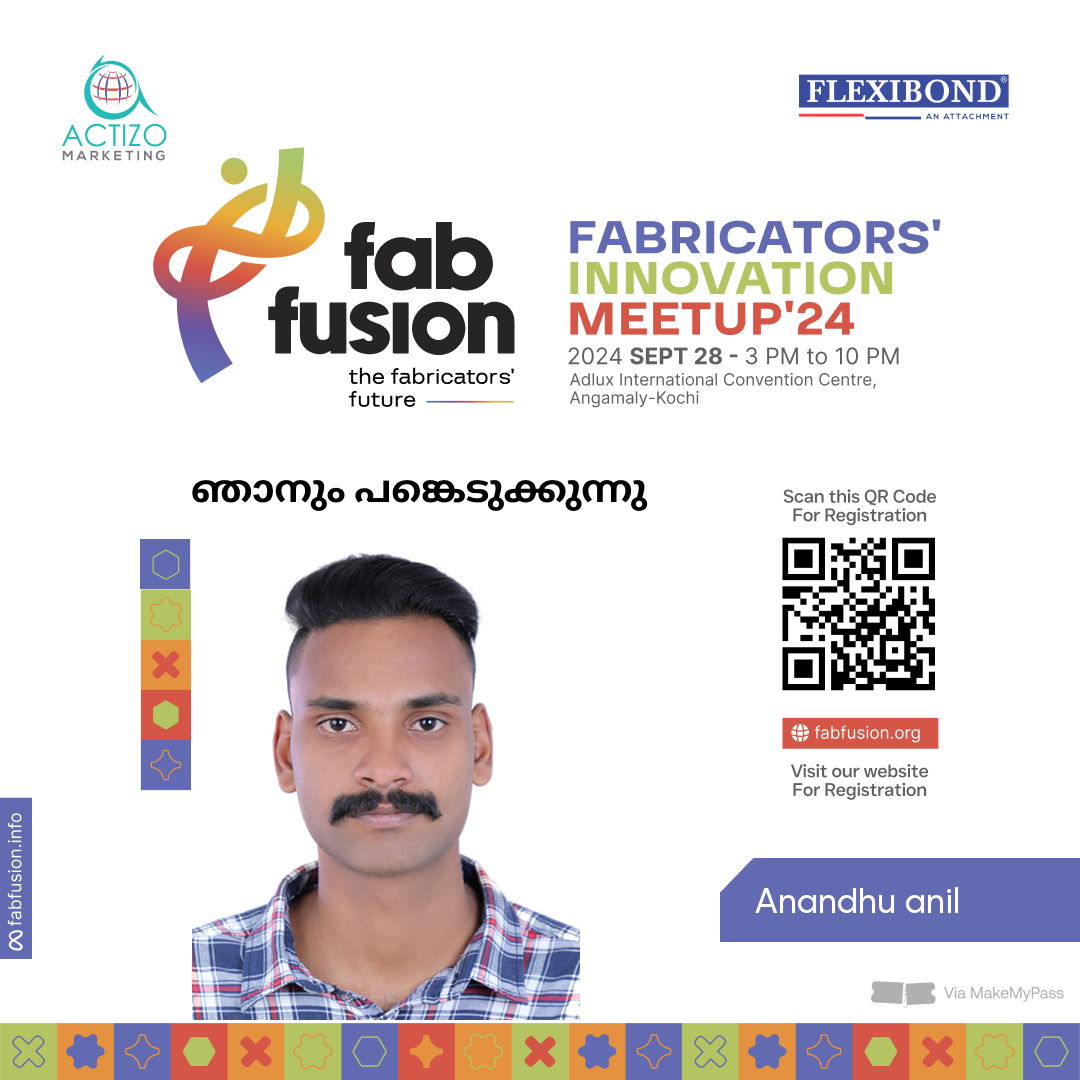 ACTIZO
MARKETING
FLEXIBOND®
AN ATTACHMENT
fab
fusion
the fabricators'
future
FABRICATORS'
INNOVATION
MEETUP'24
2024 SEPT 28 - 3 PM to 10 PM
Adlux International Convention Centre,
Angamaly-Kochi
ഞാനും പങ്കെടുക്കുന്നു
Scan this QR Code
For Registration
fabfusion.org
Visit our website
For Registration
fabfusion.info
Anandhu anil
Via MakeMyPass